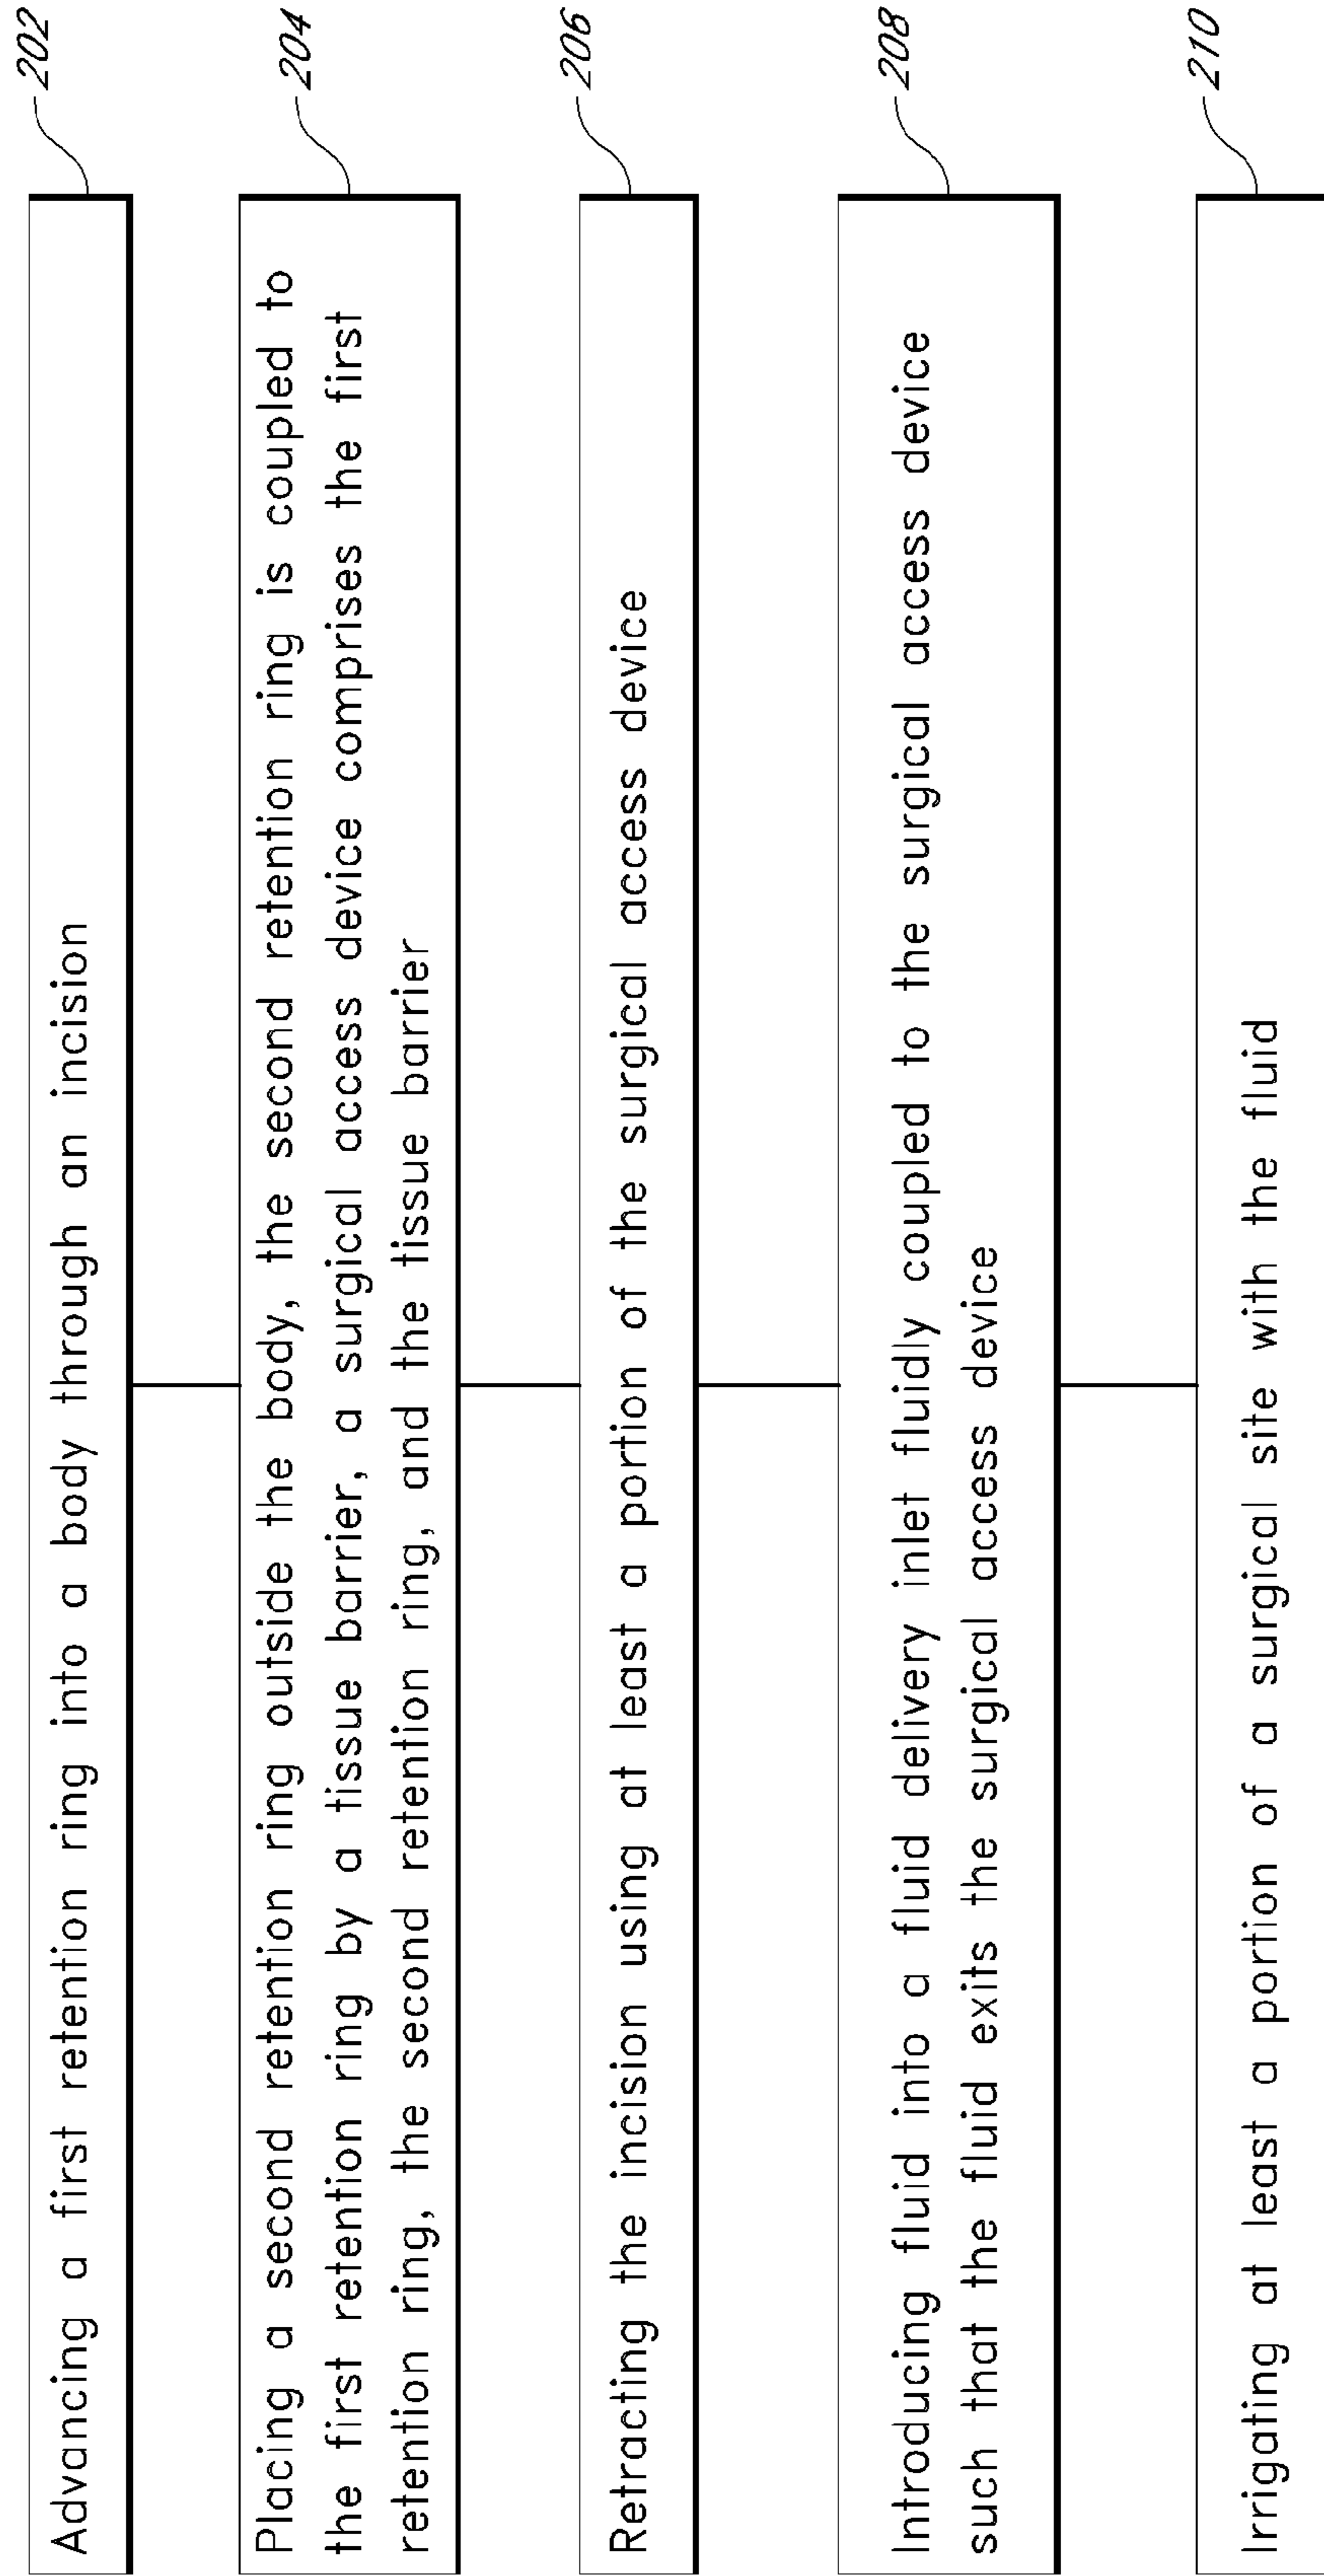 Advancing a first retention ring into a body through an incision
202
Placing a second retention ring outside the body, the second retention ring is coupled to
the first retention ring by a tissue barrier, a surgical access device comprises the first
retention ring, the second retention ring, and the tissue barrier
204
Retracting the incision using at least a portion of the surgical access device
206
Introducing fluid into a fluid delivery inlet fluidly coupled to the surgical access device
such that the fluid exits the surgical access device
208
Irrigating at least a portion of a surgical site with the fluid
210